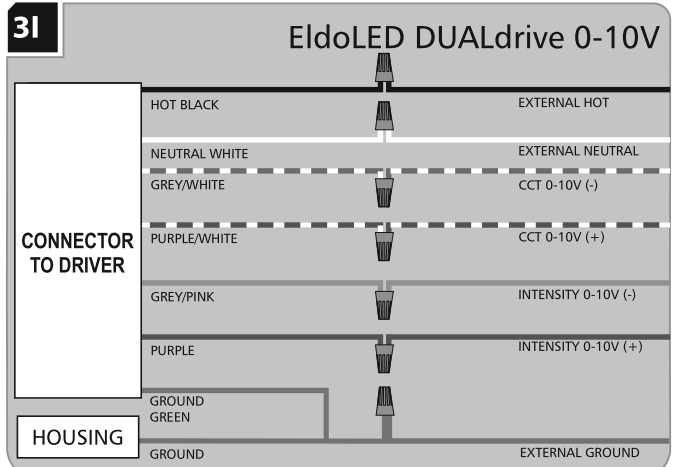 3I
EldoLED DUALdrive 0-10V
HOT BLACK
EXTERNAL HOT
NEUTRAL WHITE
EXTERNAL NEUTRAL
GREY/WHITE
CCT 0-10V (-)
CONNECTOR
TO DRIVER
PURPLE/WHITE
CCT 0-10V (+)
GREY/PINK
INTENSITY 0-10V (-)
PURPLE
INTENSITY 0-10V (+)
GROUND
GREEN
HOUSING
GROUND
EXTERNAL GROUND